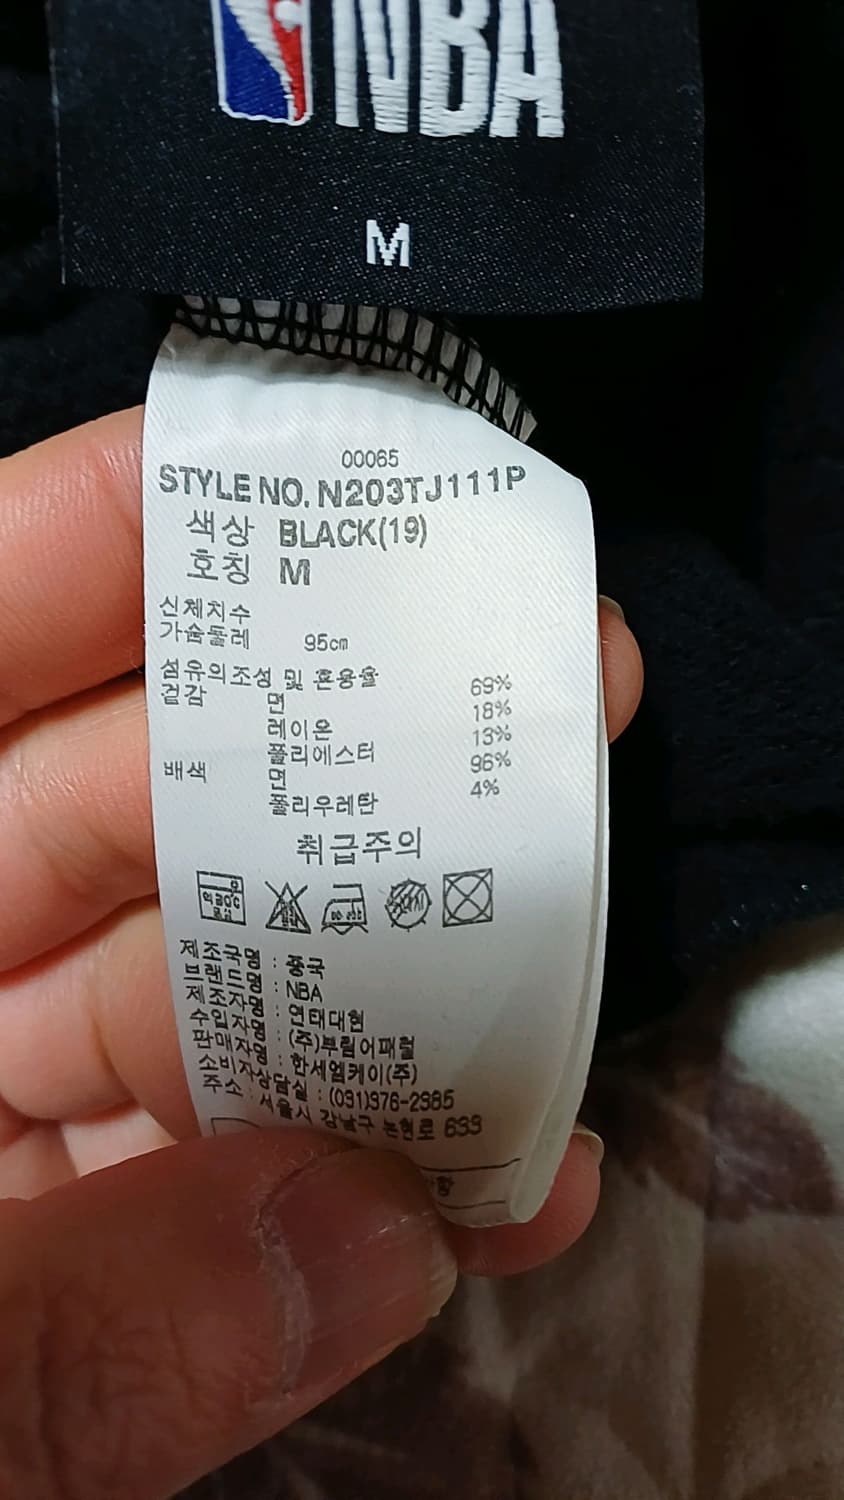 NBA
M
00065
STYLE NO. N203TJ111P
색상 BLACK(19)
호칭 M
신체치수
가슴둘레 95cm
섬유의조성 및 혼용율
겉감 면 69%
레이온 18%
폴리에스터 13%
배색 면 96%
폴리우레탄 4%
취급주의
제조국명 : 중국
브랜드명 : NBA
제조자명 : 연태대현
수입자명 : (주)부림어패럴
판매자명 : 한세엠케이(주)
소비자상담실 : (031)976-2985
주소 : 서울시 강남구 논현로 633